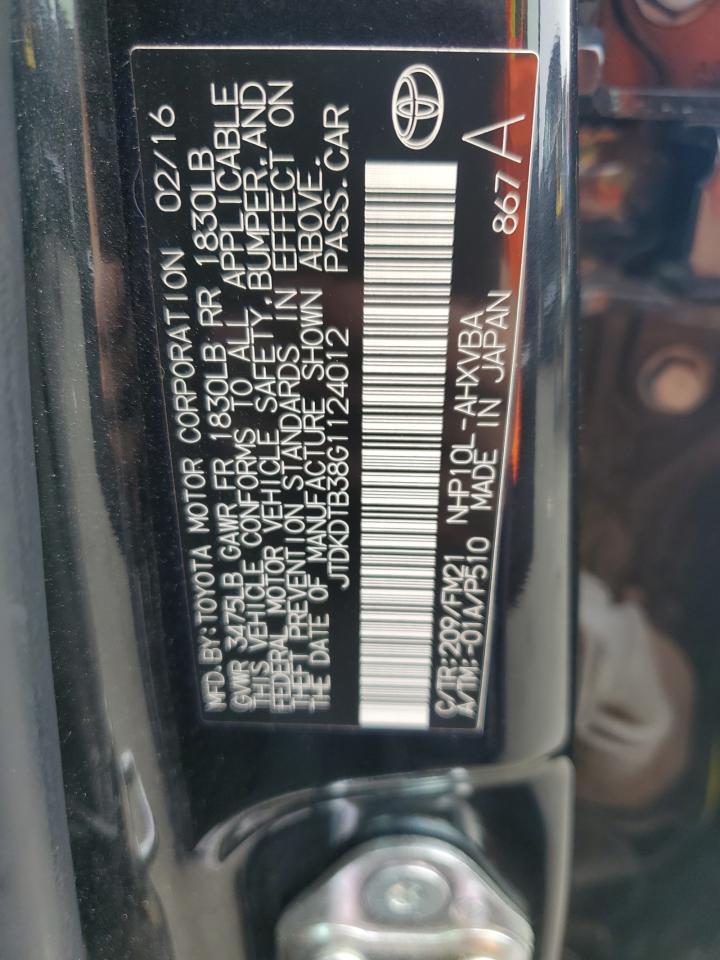 MFD.BY:TOYOTA MOTOR CORPORATION 02/16
GVWR 3475LB GAWR FR 1830LB RR 1830LB
THIS VEHICLE CONFORMS TO ALL APPLICABLE
FEDERAL MOTOR VEHICLE SAFETY,BUMPER,AND
THEFT PREVENTION STANDARDS IN EFFECT ON
THE DATE OF MANUFACTURE SHOWN ABOVE.
JTDKDTB38G1124012 PASS.CAR
C/TR:209/FM21 NHP10L-AHXVBA 867A
A/TM:-01A/P510 MADE IN JAPAN